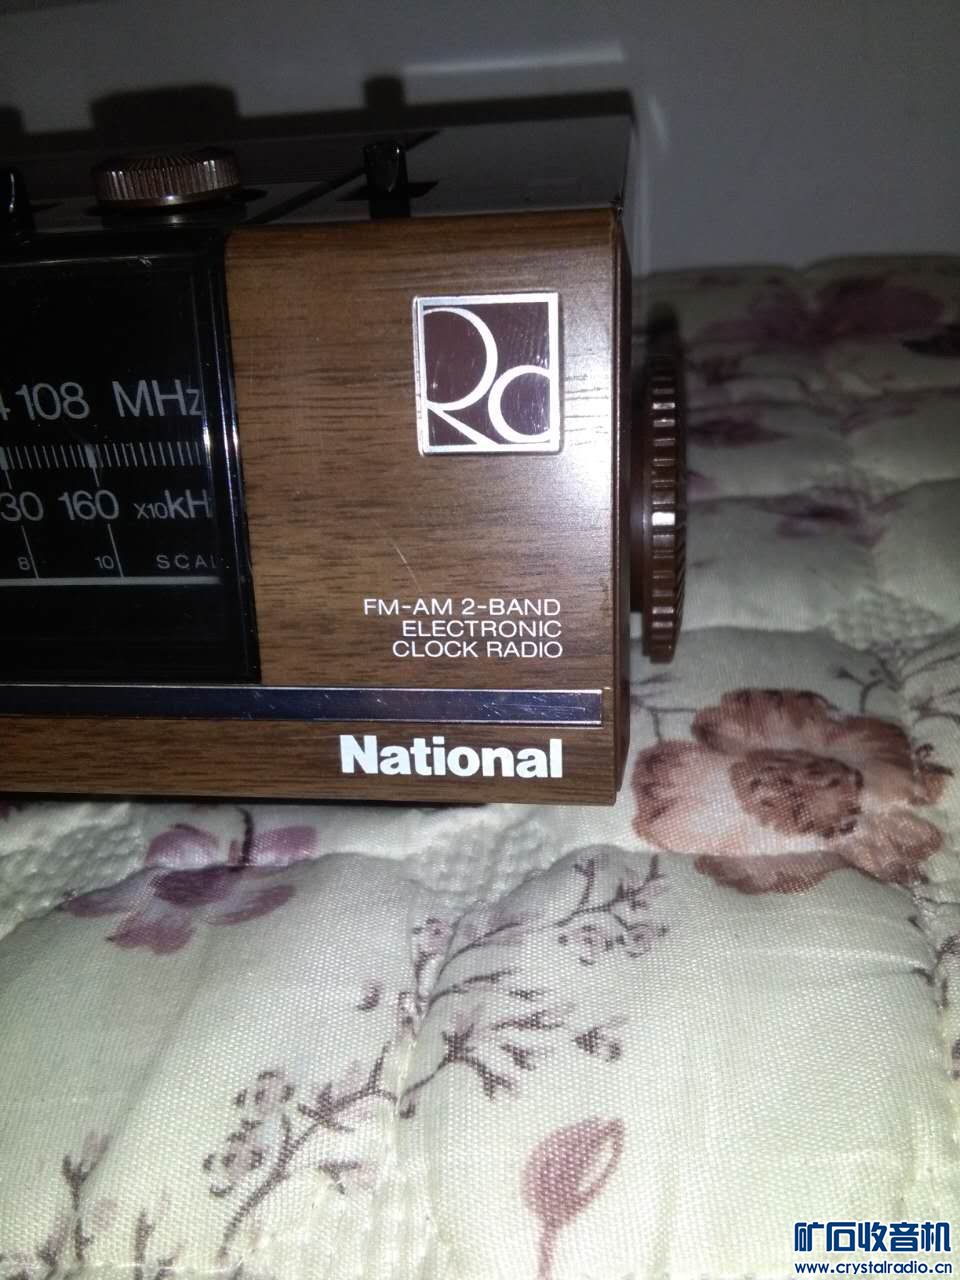 108 MHz
30 160 x10kH
8 10 SCAL
RC
FM-AM 2-BAND
ELECTRONIC
CLOCK RADIO
National
矿石收音机
www.crystalradio.cn